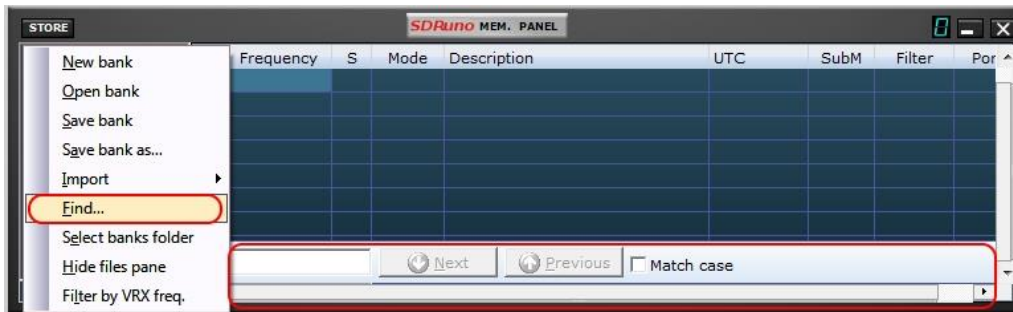 STORE
SDRuno MEM. PANEL
Frequency S Mode Description UTC SubM Filter Por
New bank
Open bank
Save bank
Save bank as...
Import
Find...
Select banks folder
Hide files pane
Filter by VRX freq.
Next Previous Match case